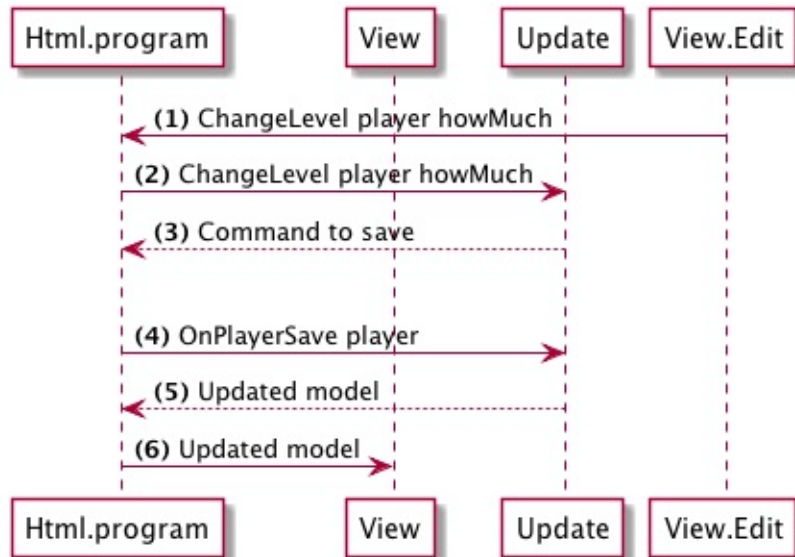 Html.program View Update View.Edit
(1) ChangeLevel player howMuch
(2) ChangeLevel player howMuch
(3) Command to save
(4) OnPlayerSave player
(5) Updated model
(6) Updated model
Html.program View Update View.Edit